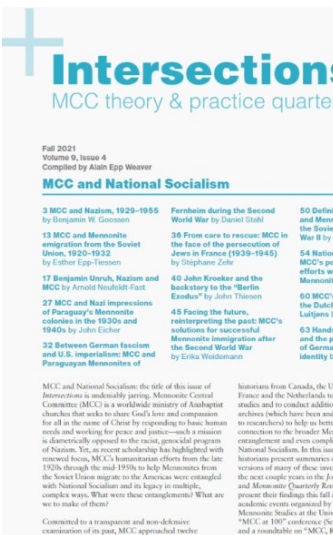 Intersections
MCC theory & practice quarte
Fall 2021
Volume 9, Issue 4
Compiled by Alain Epp Weaver
MCC and National Socialism
3 MCC and Nazism, 1929–1955
by Benjamin W. Goossen
13 MCC and Mennonite
emigration from the Soviet
Union, 1920–1932
by Esther Epp-Tiessen
17 Benjamin Unruh, Nazism and
MCC by Arnold Neufeldt-Fast
27 MCC and Nazi impressions
of Paraguay's Mennonite
colonies in the 1930s and
1940s by John Eicher
32 Between German fascism
and U.S. imperialism: MCC and
Paraguayan Mennonites of
Fernheim during the Second
World War by Daniel Stahl
36 From care to rescue: MCC in
the face of the persecution of
Jews in France (1939–1945)
by Stéphane Zehr
40 John Kroeker and the
backstory to the "Berlin
Exodus" by John Thiesen
45 Facing the future,
reinterpreting the past: MCC's
solutions for successful
Mennonite immigration after
the Second World War
by Erika Weidemann
50 Defini
and Menn
the Sovie
War II by
54 Nation
MCC's po
efforts w
Mennonit
60 MCC's
the Dutch
Luitjens
63 Hands
and the p
of Germa
identity b
MCC and National Socialism: the title of this issue of
Intersections is undeniably jarring. Mennonite Central
Committee (MCC) is a worldwide ministry of Anabaptist
churches that seeks to share God's love and compassion
for all in the name of Christ by responding to basic human
needs and working for peace and justice—such a mission
is diametrically opposed to the racist, genocidal program
of Nazism. Yet, as recent scholarship has highlighted with
renewed focus, MCC's humanitarian efforts from the late
1920s through the mid-1950s to help Mennonites from
the Soviet Union migrate to the Americas were entangled
with National Socialism and its legacy in multiple,
complex ways. What were these entanglements? What are
we to make of them?
Committed to a transparent and non-defensive
examination of its past, MCC approached twelve
historians from Canada, the U
France and the Netherlands to
studies and to conduct addition
archives (which have been and
to researchers) to help us better
connection to the broader Me
entanglement and even compli
National Socialism. In this issu
historians present summaries o
versions of many of these inve
the next couple years in the Jo
and Mennonite Quarterly Rev
present their findings this fall a
academic events organized
Mennonite Studies at the Unive
"MCC at 100" conference (S
and a roundtable on "MCC, R